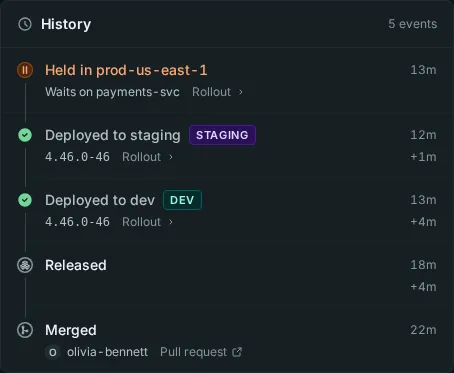 History 5 events
Held in prod-us-east-1 13m
Waits on payments-svc Rollout ›
Deployed to staging STAGING 12m
4.46.0-46 Rollout › +1m
Deployed to dev DEV 13m
4.46.0-46 Rollout › +4m
Released 18m
+4m
Merged 22m
O olivia-bennett Pull request